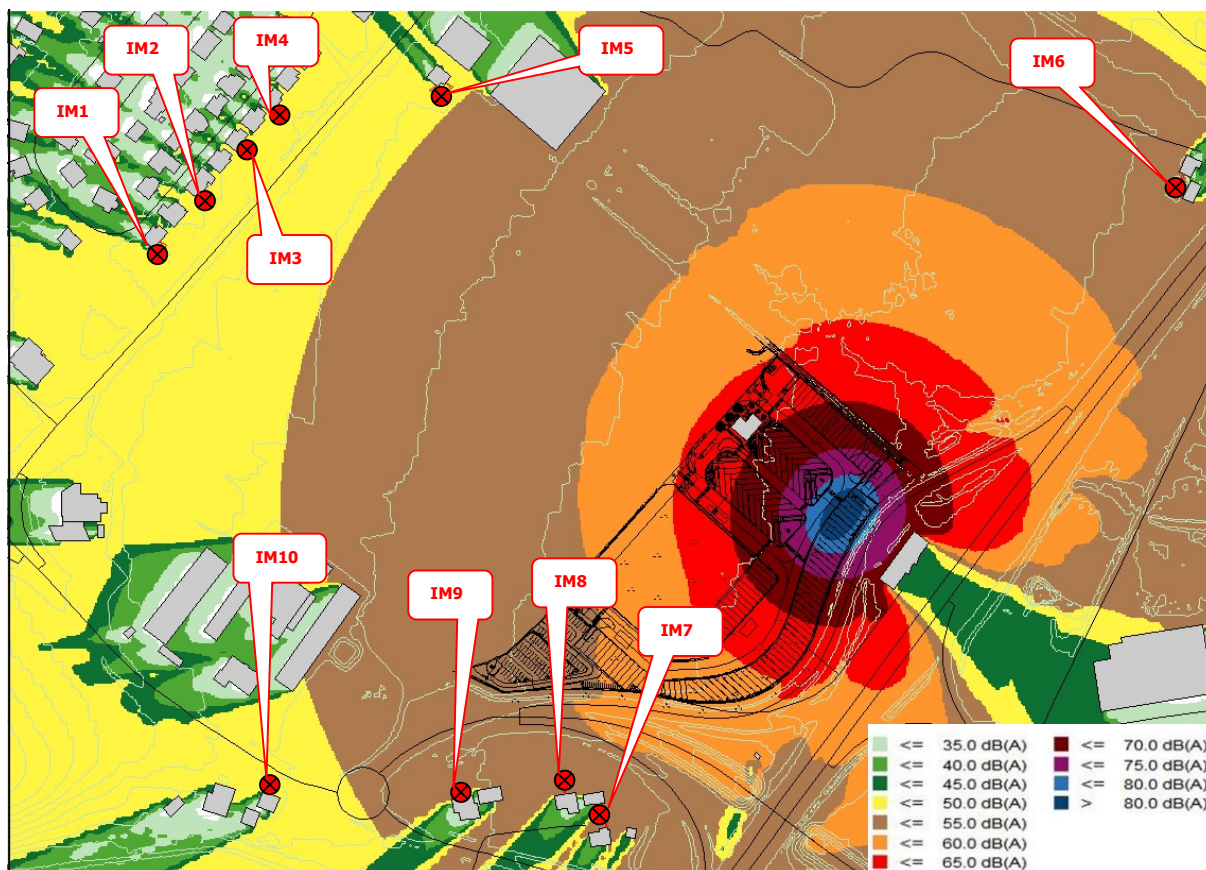 IM2
IM4
IM5
IM6
IM1
IM3
IM10
IM9
IM8
IM7
<= 35.0 dB(A)
<= 40.0 dB(A)
<= 45.0 dB(A)
<= 50.0 dB(A)
<= 55.0 dB(A)
<= 60.0 dB(A)
<= 65.0 dB(A)
<= 70.0 dB(A)
<= 75.0 dB(A)
<= 80.0 dB(A)
> 80.0 dB(A)